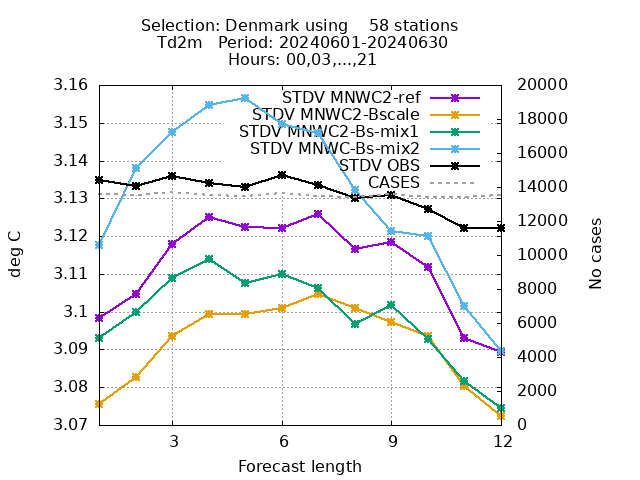 Selection: Denmark using    58 stations
Td2m   Period: 20240601-20240630
Hours: 00,03,...,21
3.16
3.15
3.14
3.13
3.12
3.11
3.1
3.09
3.08
3.07
deg C
STDV MNWC2-ref
STDV MNWC2-Bscale
STDV MNWC2-Bs-mix1
STDV MNWC-Bs-mix2
STDV OBS
CASES
20000
18000
16000
14000
12000
10000
8000
6000
4000
2000
0
No cases
3 6 9 12
Forecast length